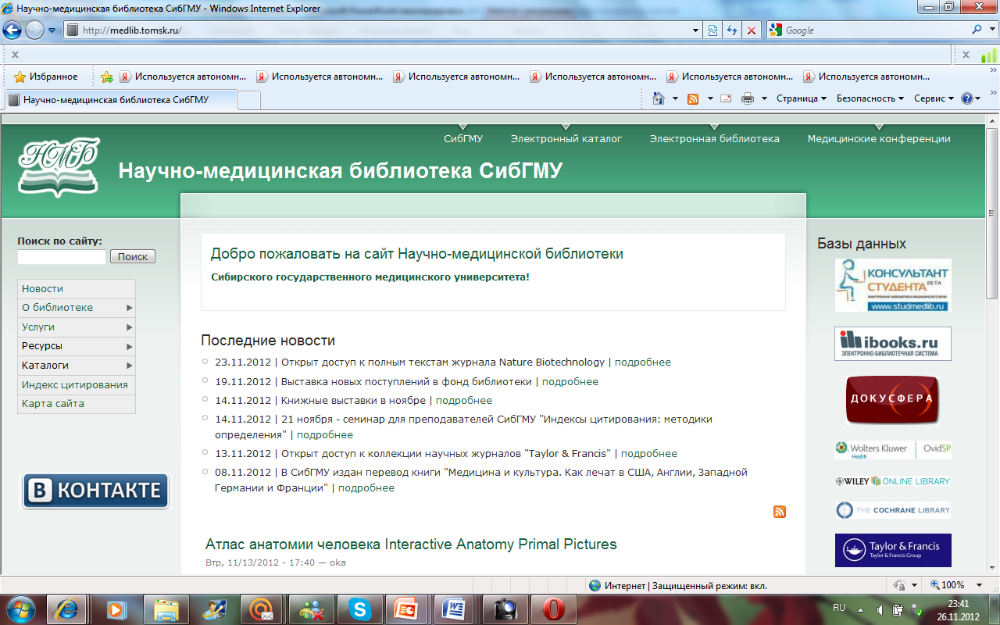 Научно-медицинская библиотека СибГМУ - Windows Internet Explorer
http://medlib.tomsk.ru/
Google
Избранное
Используется автономн...
Используется автономн...
Используется автономн...
Используется автономн...
Используется автономн...
Используется автономн...
Научно-медицинская библиотека СибГМУ
Страница
Безопасность
Сервис
СибГМУ
Электронный каталог
Электронная библиотека
Медицинские конференции
НМБ
Научно-медицинская библиотека СибГМУ
Поиск по сайту:
Поиск
Новости
О библиотеке
Услуги
Ресурсы
Каталоги
Индекс цитирования
Карта сайта
В КОНТАКТЕ
Добро пожаловать на сайт Научно-медицинской библиотеки
Сибирского государственного медицинского университета!
Последние новости
23.11.2012 | Открыт доступ к полным текстам журнала Nature Biotechnology | подробнее
19.11.2012 | Выставка новых поступлений в фонд библиотеки | подробнее
14.11.2012 | Книжные выставки в ноябре | подробнее
14.11.2012 | 21 ноября - семинар для преподавателей СибГМУ "Индексы цитирования: методики
определения" | подробнее
13.11.2012 | Открыт доступ к коллекции научных журналов "Taylor & Francis" | подробнее
08.11.2012 | В СибГМУ издан перевод книги "Медицина и культура. Как лечат в США, Англии, Западной
Германии и Франции" | подробнее
Атлас анатомии человека Interactive Anatomy Primal Pictures
Втр, 11/13/2012 - 17:40 — oka
Базы данных
КОНСУЛЬТАНТ
СТУДЕНТА BETA
ЭЛЕКТРОННАЯ БИБЛИОТЕКА МЕДИЦИНСКОГО ВУЗА
www.studmedlib.ru
ibooks.ru
ЭЛЕКТРОННО-БИБЛИОТЕЧНАЯ СИСТЕМА
ДОКУСФЕРА
Wolters Kluwer
Health
OvidSP
WILEY ONLINE LIBRARY
THE COCHRANE LIBRARY
Taylor & Francis
Taylor & Francis Group
Интернет | Защищенный режим: вкл.
100%
RU
23:41
26.11.2012